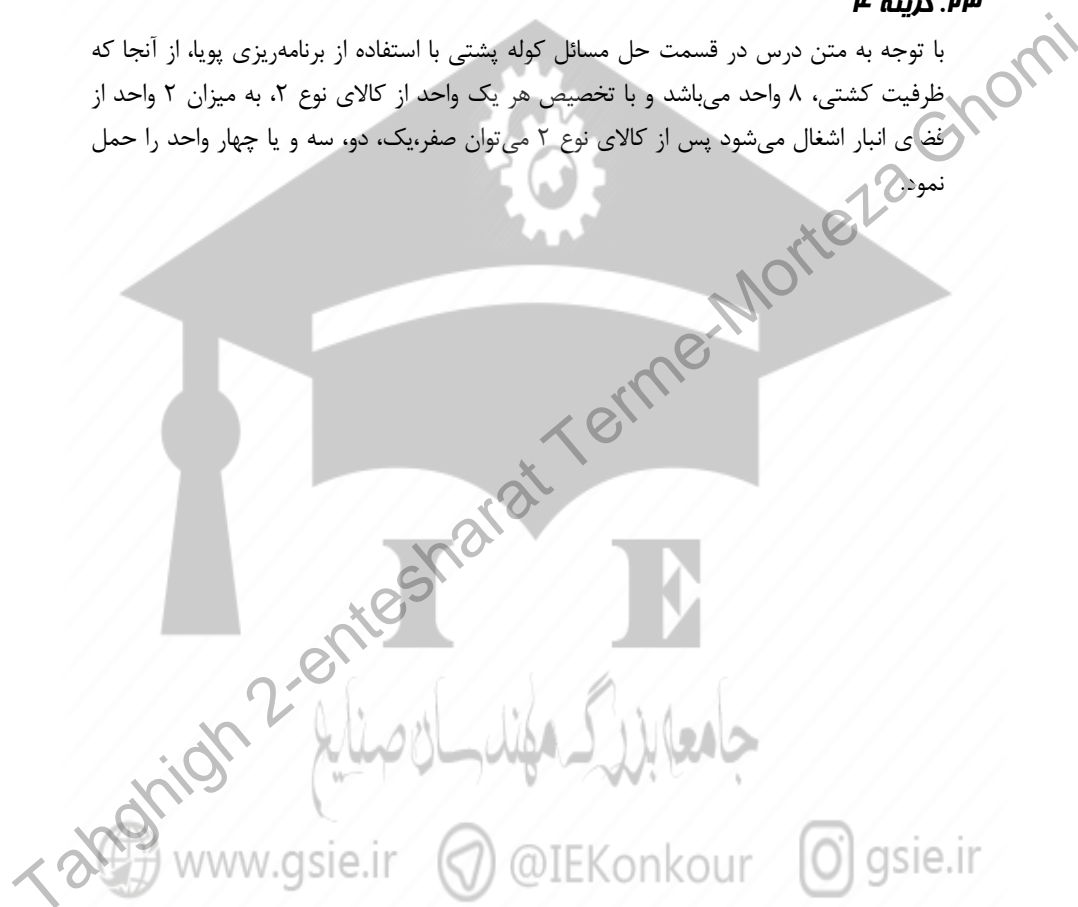 ۲۳. گزینه ۴
با توجه به متن درس در قسمت حل مسائل کوله پشتی با استفاده از برنامه‌ریزی پویا، از آنجا که
ظرفیت کشتی، ۸ واحد می‌باشد و با تخصیص هر یک واحد از کالای نوع ۲، به میزان ۲ واحد از
فضای انبار اشغال می‌شود پس از کالای نوع ۲ می‌توان صفر،یک، دو، سه و یا چهار واحد را حمل
نمود.
Tahghigh 2-entesharat Terme-Morteza Ghomi
I E
جامعه بزرگ مهندسان صنایع
www.gsie.ir @IEKonkour gsie.ir